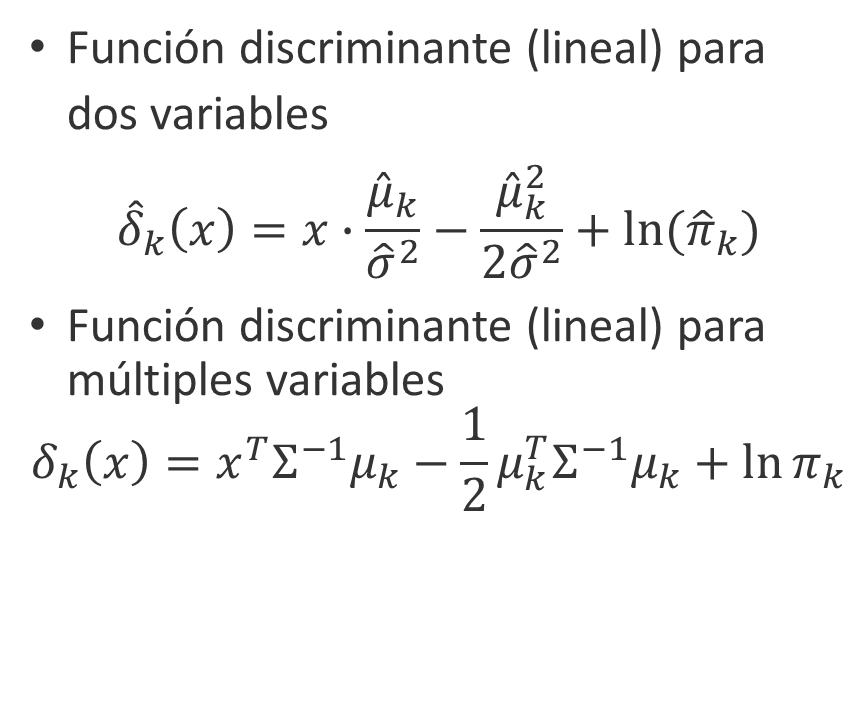 • Función discriminante (lineal) para
dos variables
δ̂ₖ(x) = x · μ̂ₖ/σ̂² − μ̂ₖ²/2σ̂² + ln(π̂ₖ)
• Función discriminante (lineal) para
múltiples variables
δₖ(x) = xᵀΣ⁻¹μₖ − 1/2 μₖᵀΣ⁻¹μₖ + ln πₖ